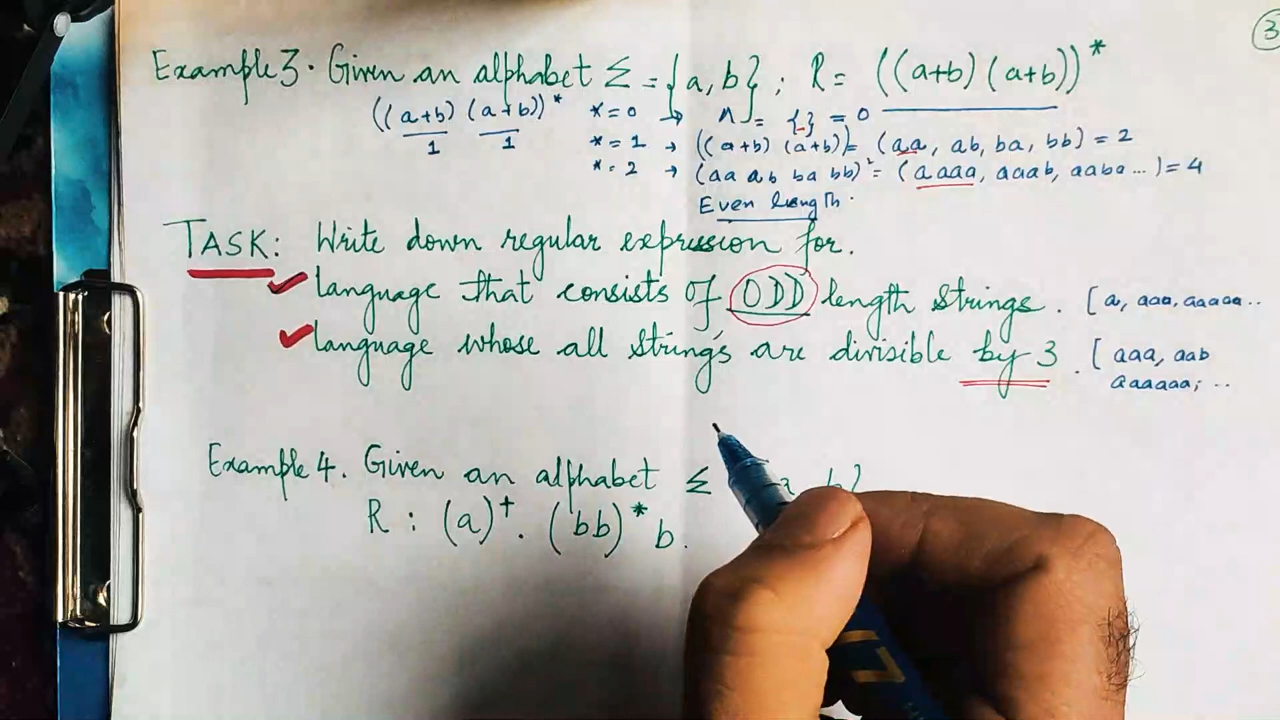 3
Example 3. Given an alphabet Σ = {a, b} ; R = ((a+b) (a+b))*
((a+b) (a+b))* *=0 → Λ = {-} = 0
1 1 *=1 → ((a+b) (a+b)) = (aa, ab, ba, bb) = 2
*=2 → (aa ab ba bb)² = (aaaa, aaab, aaba ...) = 4
Even length.
TASK: Write down regular expression for.
✓ language that consists of ODD length strings. [a, aaa, aaaaa..
✓ language whose all strings are divisible by 3. [aaa, aab
aaaaaa; ..
Example 4. Given an alphabet Σ a, b}
R : (a)⁺ . (bb)* b.